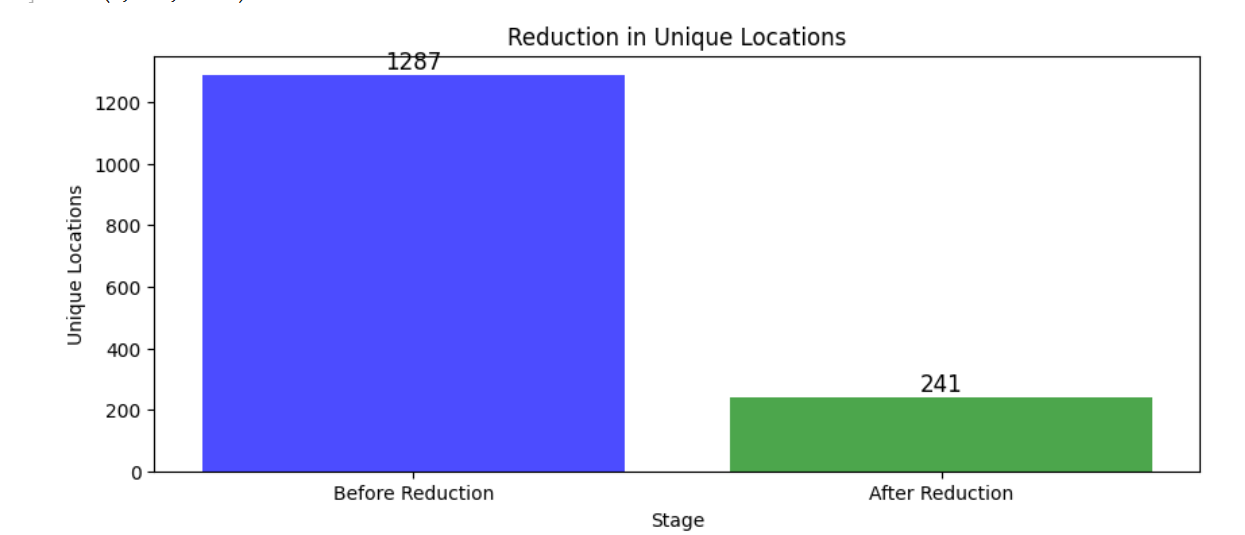 Reduction in Unique Locations
1287
1200
1000
800
600
400
200
0
Unique Locations
241
Before Reduction
After Reduction
Stage